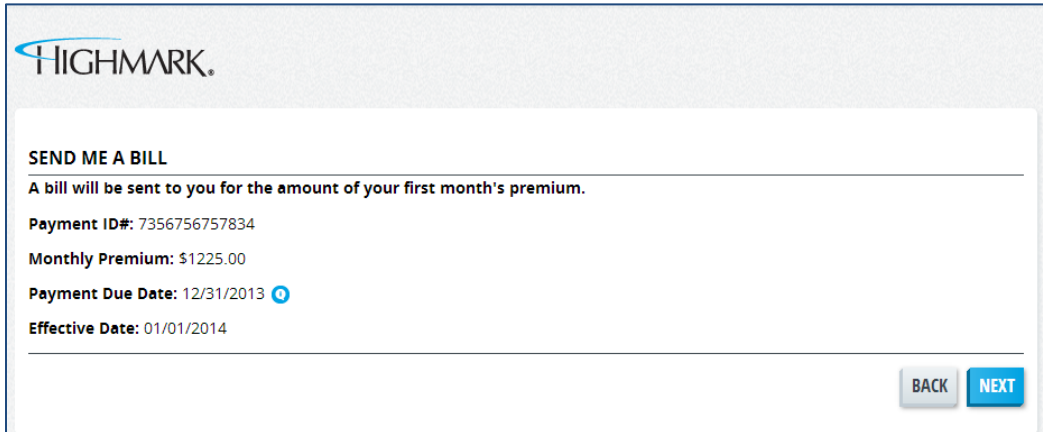 HIGHMARK®
SEND ME A BILL
A bill will be sent to you for the amount of your first month's premium.
Payment ID#: 7356756757834
Monthly Premium: $1225.00
Payment Due Date: 12/31/2013
Effective Date: 01/01/2014
BACK NEXT